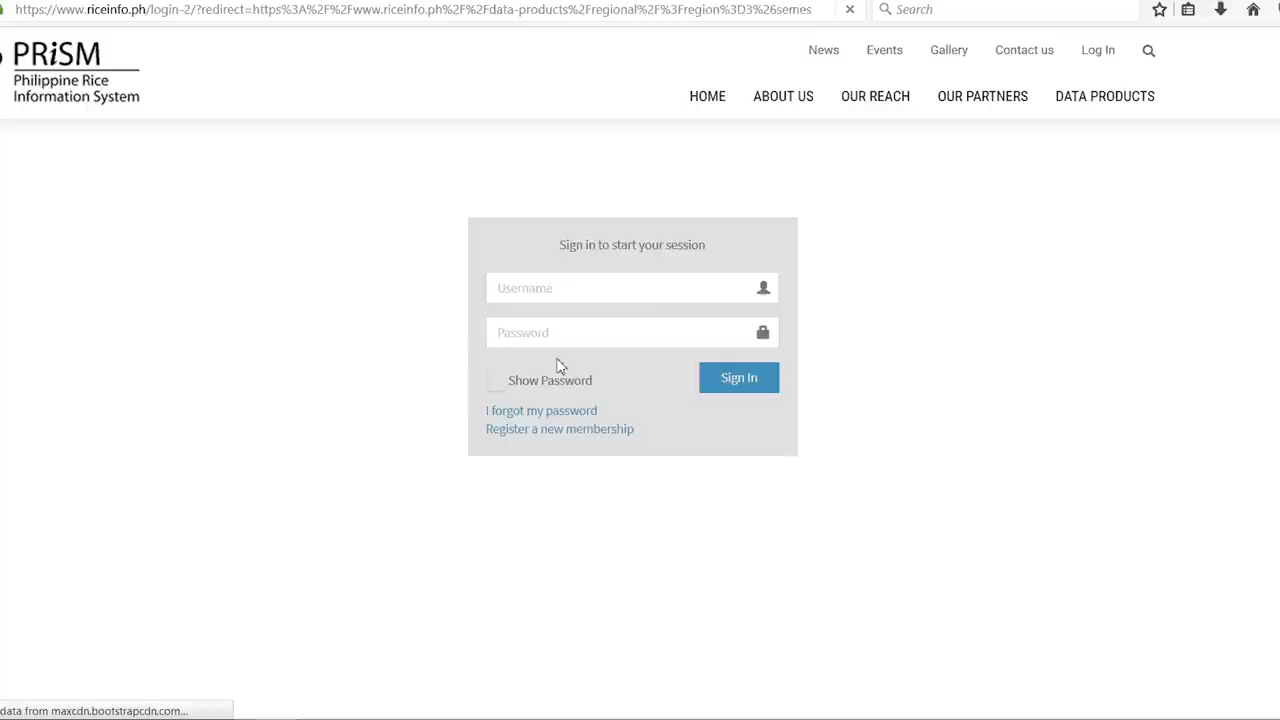 https://www.riceinfo.ph/login-2/?redirect=https%3A%2F%2Fwww.riceinfo.ph%2F%2Fdata-products%2Fregional%2F%3Fregion%3D3%26semes
Search
PRiSM
Philippine Rice
Information System
News Events Gallery Contact us Log In
HOME ABOUT US OUR REACH OUR PARTNERS DATA PRODUCTS
Sign in to start your session
Username
Password
Show Password
Sign In
I forgot my password
Register a new membership
data from maxcdn.bootstrapcdn.com...